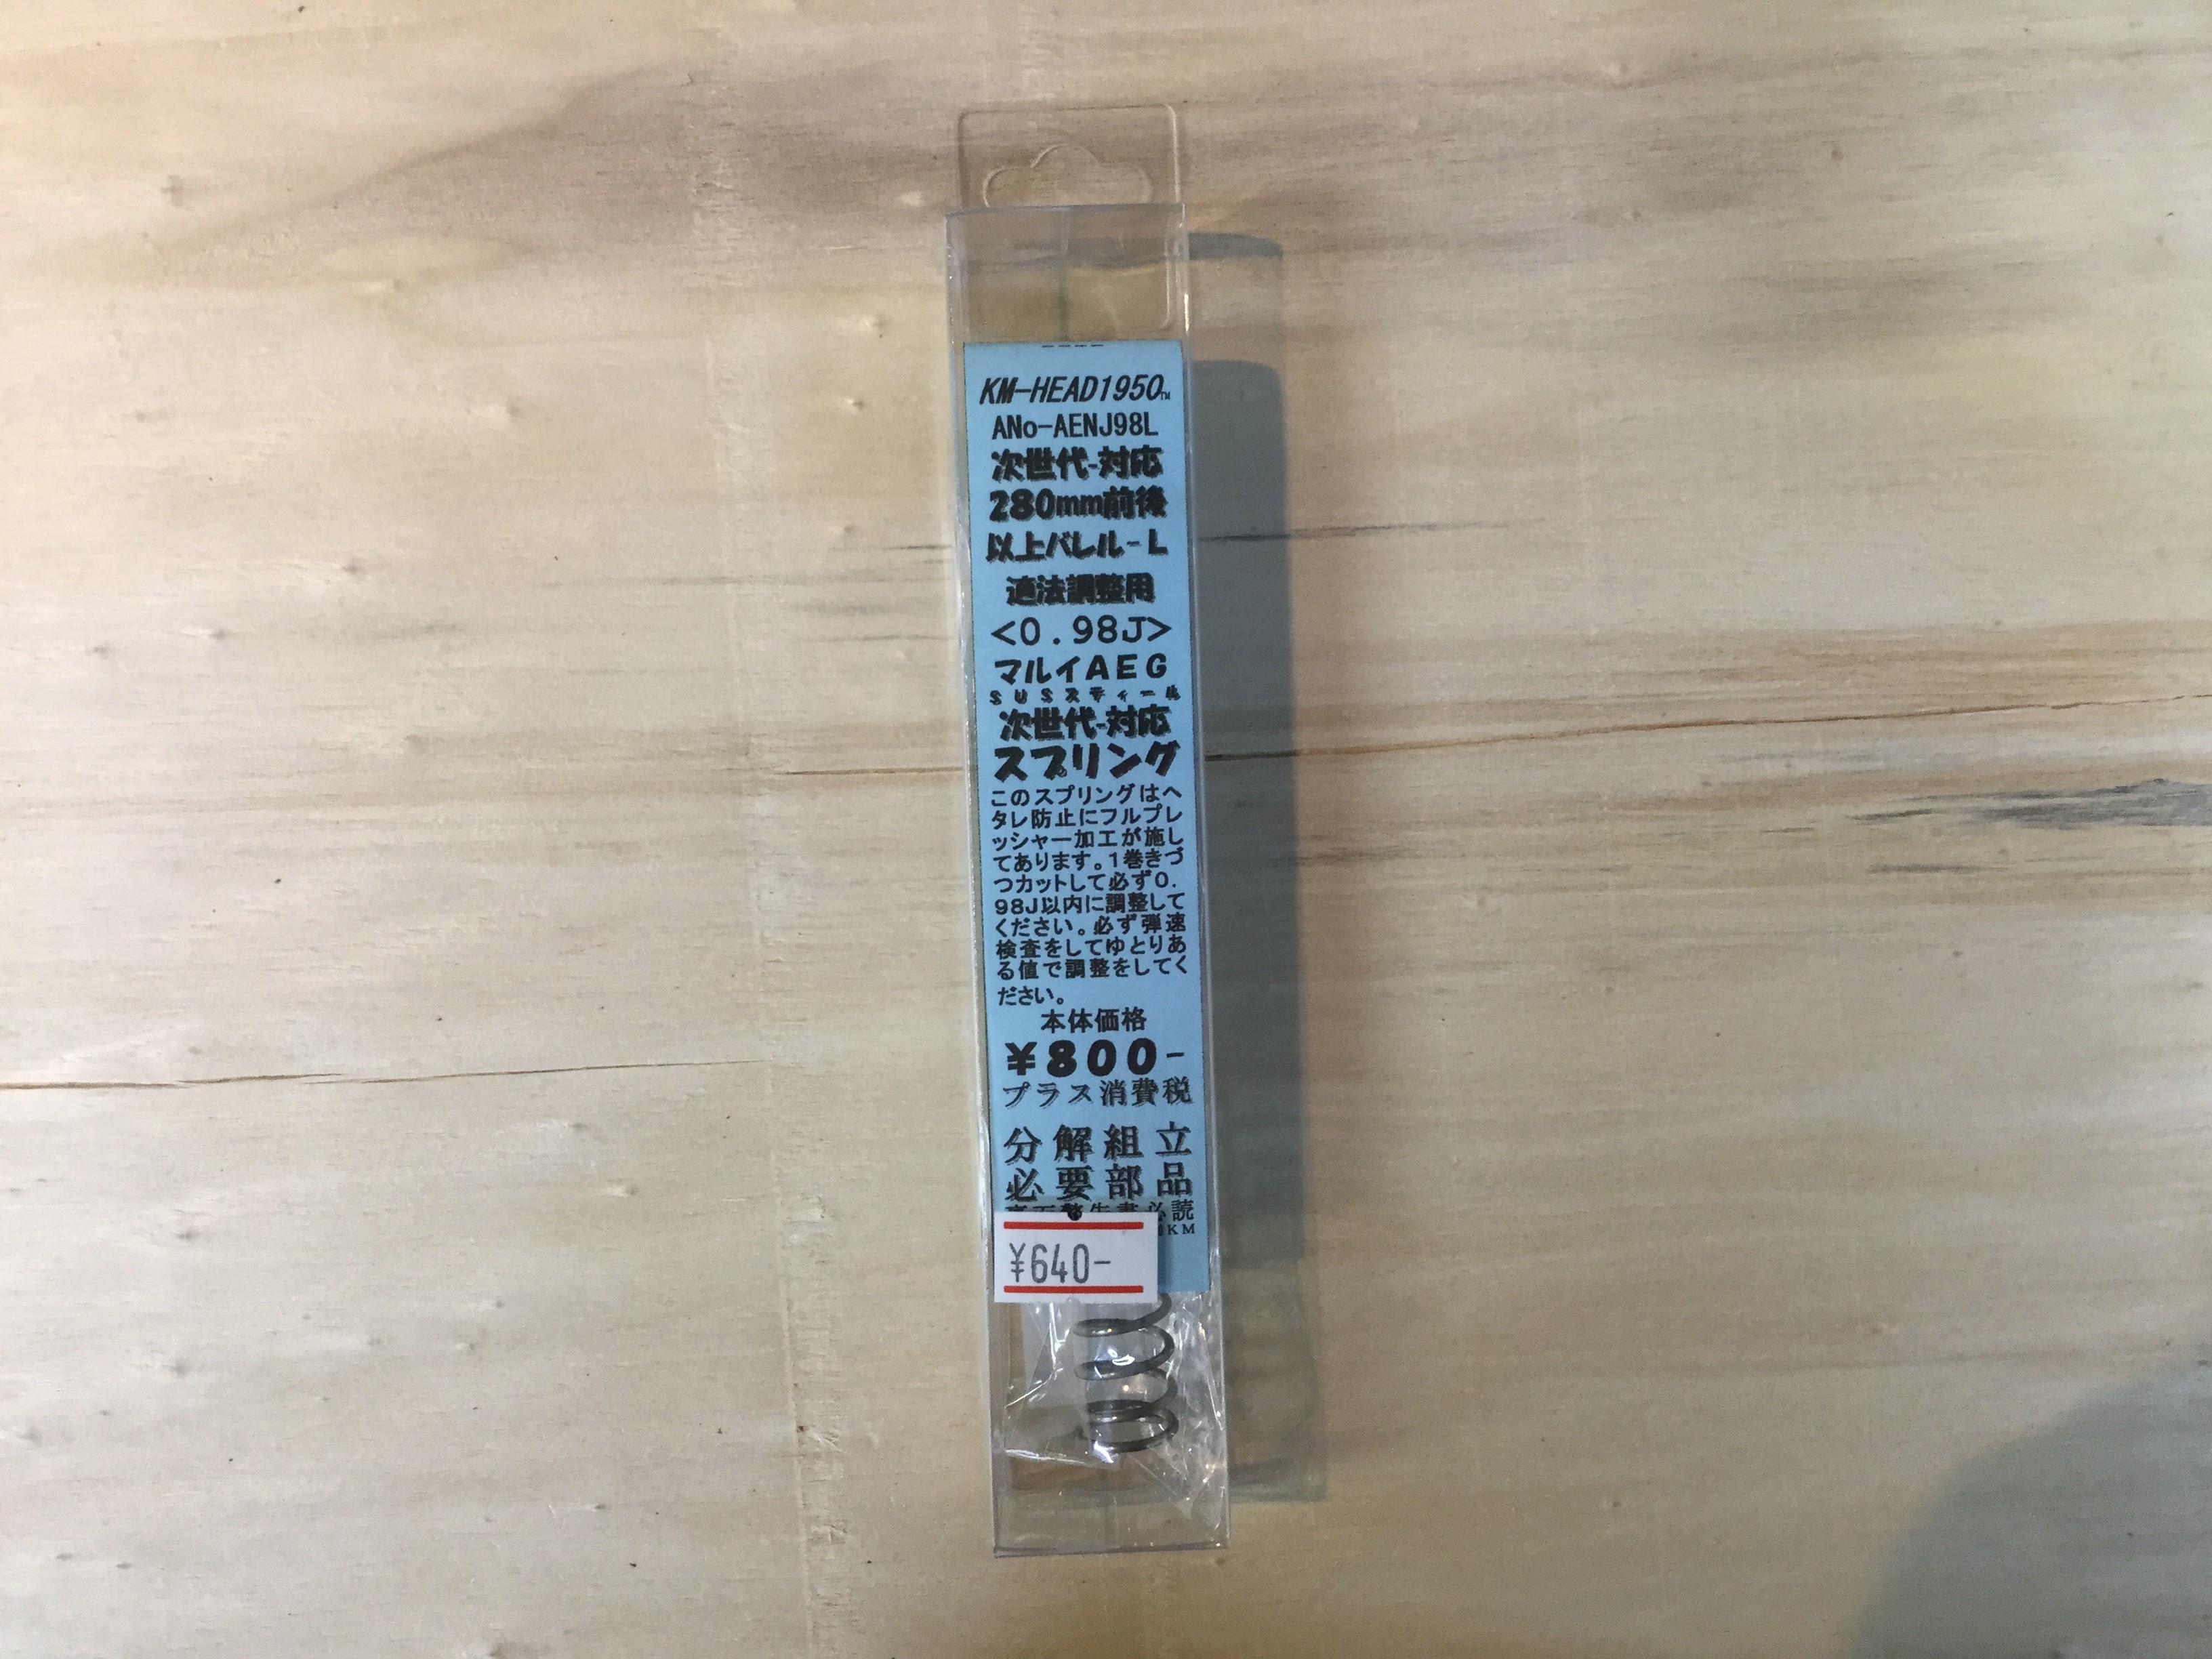 KM-HEAD1950™
ANo-AENJ98L
次世代-対応
280mm前後
以上バレル-L
適法調整用
<0.98J>
マルイAEG
SUSスティール
次世代-対応
スプリング
このスプリングはヘ
タレ防止にフルプレ
ッシャー加工が施し
てあります。1巻きづ
つカットして必ず0.
98J以内に調整して
ください。必ず弾速
検査をしてゆとりあ
る値で調整をしてく
ださい。
本体価格
¥800-
プラス消費税
分解組立
必要部品
必読
KM
¥640-